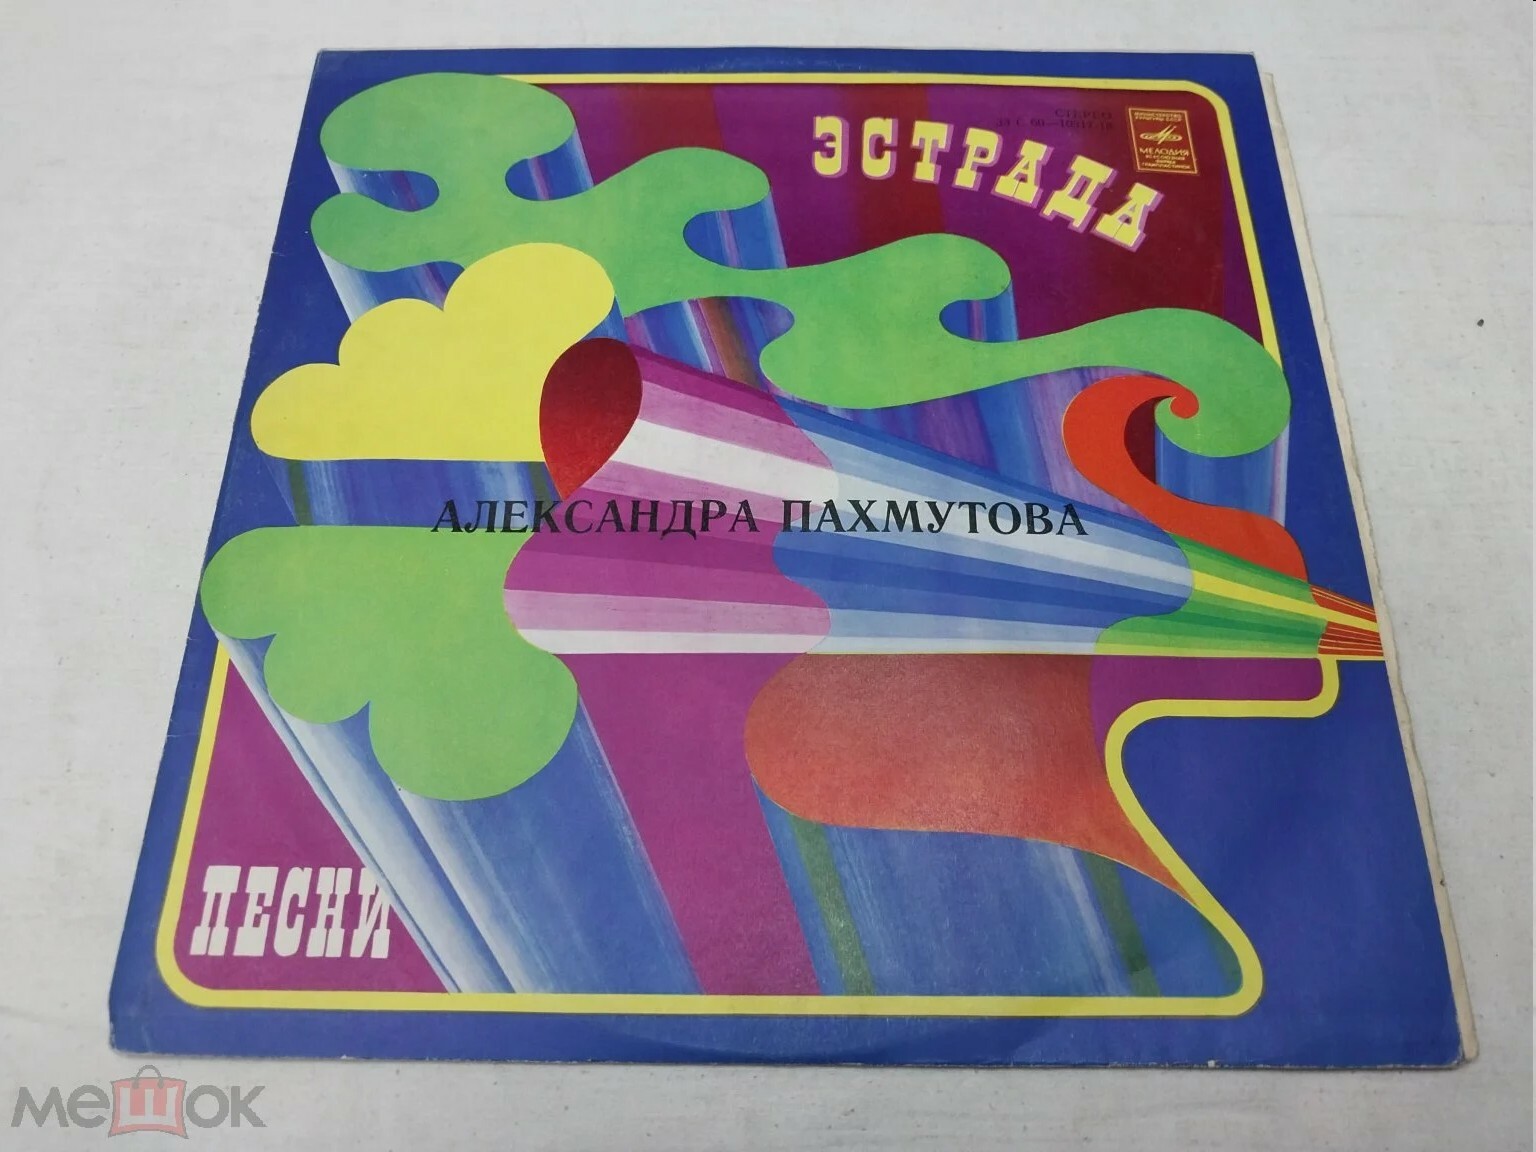 СТЕРЕО
ЭСТРАДА
МЕЛОДИЯ
АЛЕКСАНДРА ПАХМУТОВА
ПЕСНИ
мешок